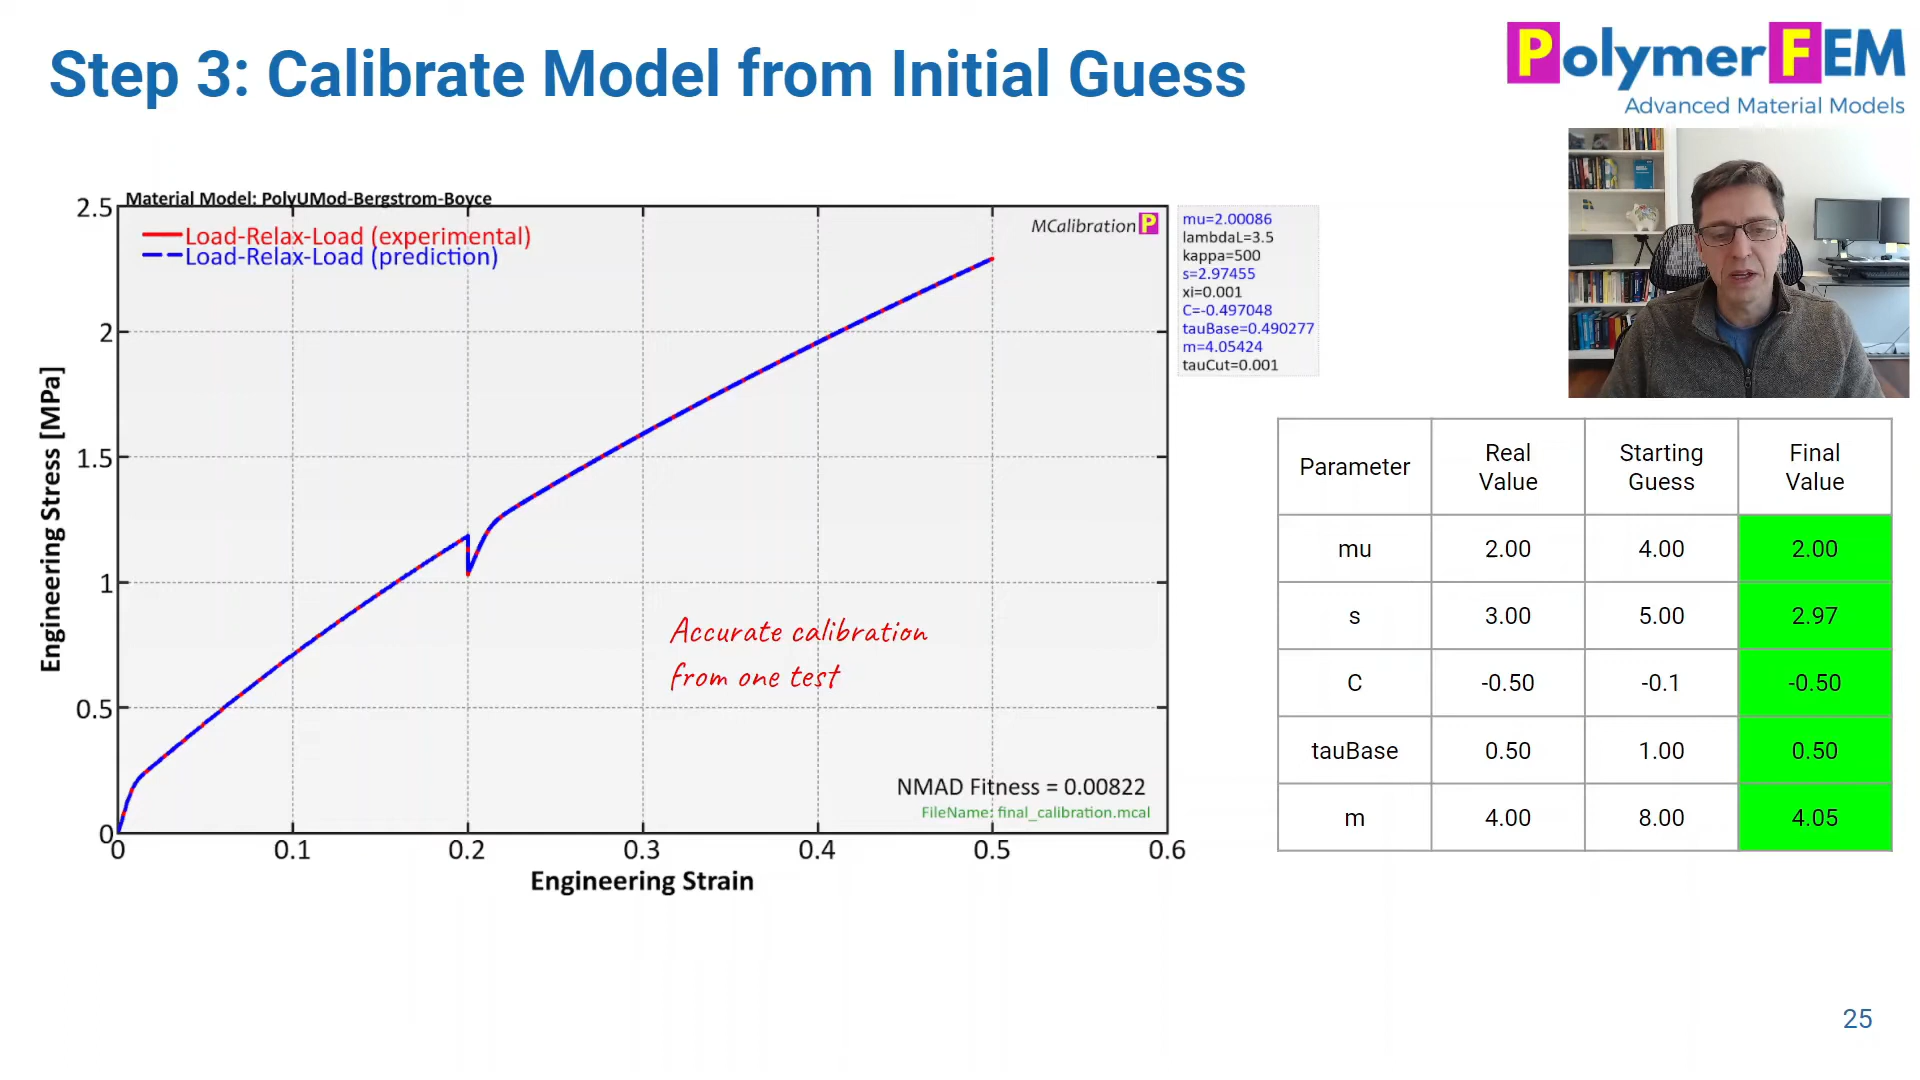 Step 3: Calibrate Model from Initial Guess
PolymerFEM
Advanced Material Models
Material Model: PolyUMod-Bergstrom-Boyce
Load-Relax-Load (experimental)
Load-Relax-Load (prediction)
MCalibration P
mu=2.00086
lambdaL=3.5
kappa=500
s=2.97455
xi=0.001
C=-0.497048
tauBase=0.490277
m=4.05424
tauCut=0.001
Engineering Stress [MPa]
2.5
2
1.5
1
0.5
0
Accurate calibration
from one test
NMAD Fitness = 0.00822
FileName: final_calibration.mcal
0 0.1 0.2 0.3 0.4 0.5 0.6
Engineering Strain
Parameter Real Value Starting Guess Final Value
mu 2.00 4.00 2.00
s 3.00 5.00 2.97
C -0.50 -0.1 -0.50
tauBase 0.50 1.00 0.50
m 4.00 8.00 4.05
25